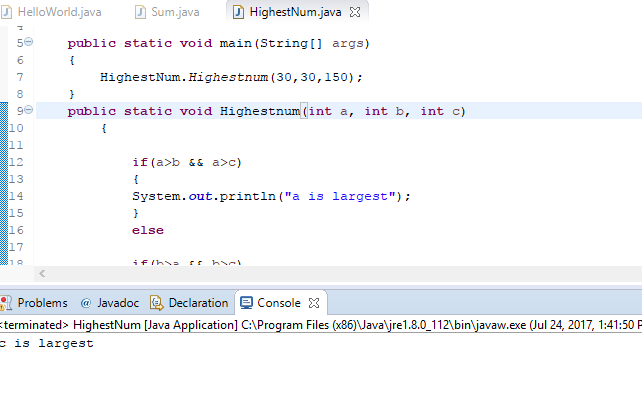 HelloWorld.java Sum.java HighestNum.java
4
5 public static void main(String[] args)
6 {
7 HighestNum.Highestnum(30,30,150);
8 }
9 public static void Highestnum(int a, int b, int c)
10 {
11
12 if(a>b && a>c)
13 {
14 System.out.println("a is largest");
15 }
16 else
17
18 if(b>a && b>c)
Problems @ Javadoc Declaration Console
<terminated> HighestNum [Java Application] C:\Program Files (x86)\Java\jre1.8.0_112\bin\javaw.exe (Jul 24, 2017, 1:41:50 P
c is largest